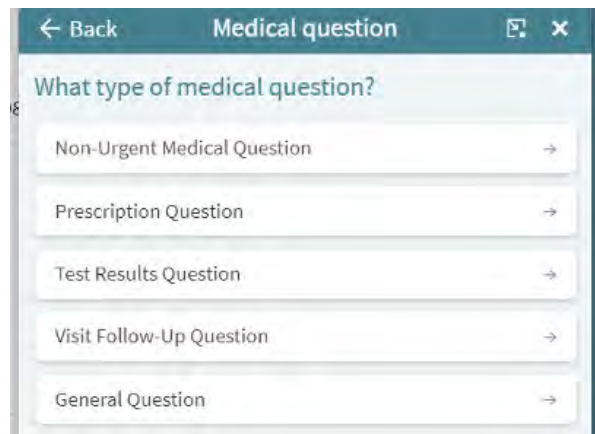 ← Back Medical question
What type of medical question?
Non-Urgent Medical Question →
Prescription Question →
Test Results Question →
Visit Follow-Up Question →
General Question →